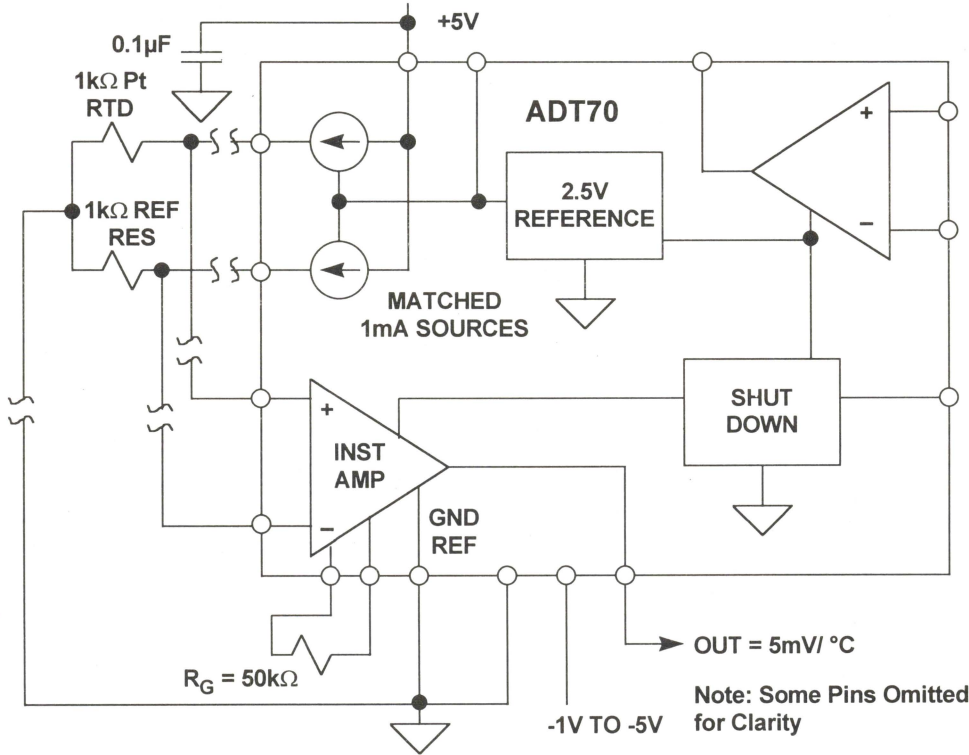 +5V
0.1µF
1kΩ Pt
RTD
ADT70
+
2.5V
REFERENCE
1kΩ REF
RES
−
MATCHED
1mA SOURCES
SHUT
DOWN
+
INST
AMP
−
GND
REF
OUT = 5mV/ °C
RG = 50kΩ
-1V TO -5V
Note: Some Pins Omitted
for Clarity